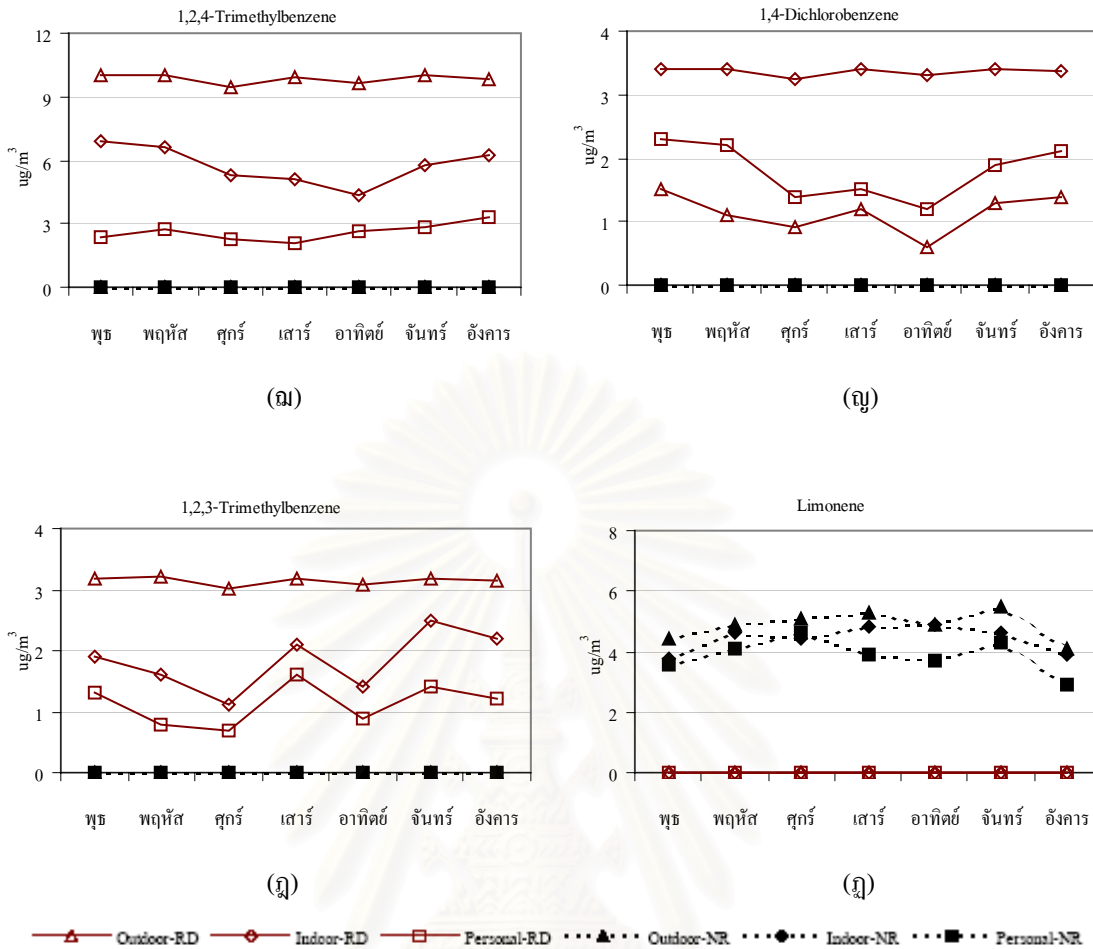 1,2,4-Trimethylbenzene
12
9
6
3
0
ug/m³
พุธ พฤหัส ศุกร์ เสาร์ อาทิตย์ จันทร์ อังคาร
(ฌ)
1,4-Dichlorobenzene
4
3
2
1
0
ug/m³
พุธ พฤหัส ศุกร์ เสาร์ อาทิตย์ จันทร์ อังคาร
(ญ)
1,2,3-Trimethylbenzene
4
3
2
1
0
ug/m³
พุธ พฤหัส ศุกร์ เสาร์ อาทิตย์ จันทร์ อังคาร
(ฎ)
Limonene
8
6
4
2
0
ug/m³
พุธ พฤหัส ศุกร์ เสาร์ อาทิตย์ จันทร์ อังคาร
(ฏ)
Outdoor-RD Indoor-RD Personal-RD Outdoor-NR Indoor-NR Personal-NR